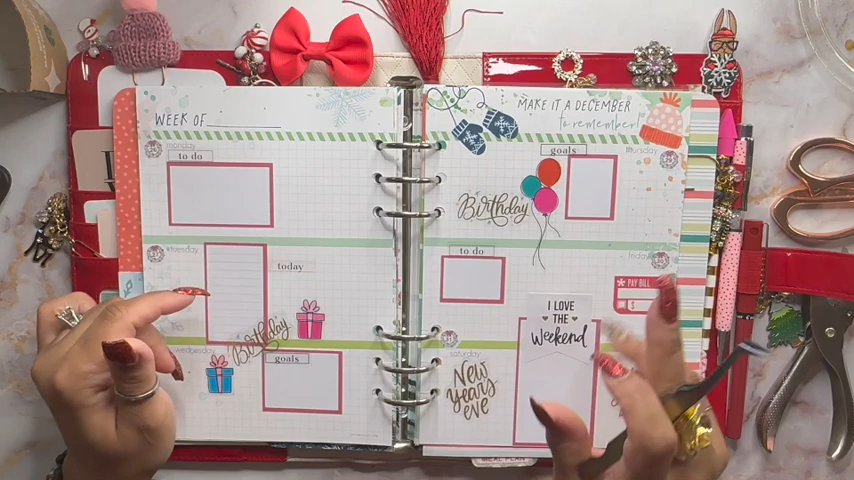 WEEK OF
monday
to do
tuesday
today
Birthday
wednesday
goals
MAKE IT A DECEMBER
to remember!
goals
thursday
Birthday
to do
friday
PAY BILL
$
I LOVE
THE
Weekend
saturday
NEW
YEARS
EVE